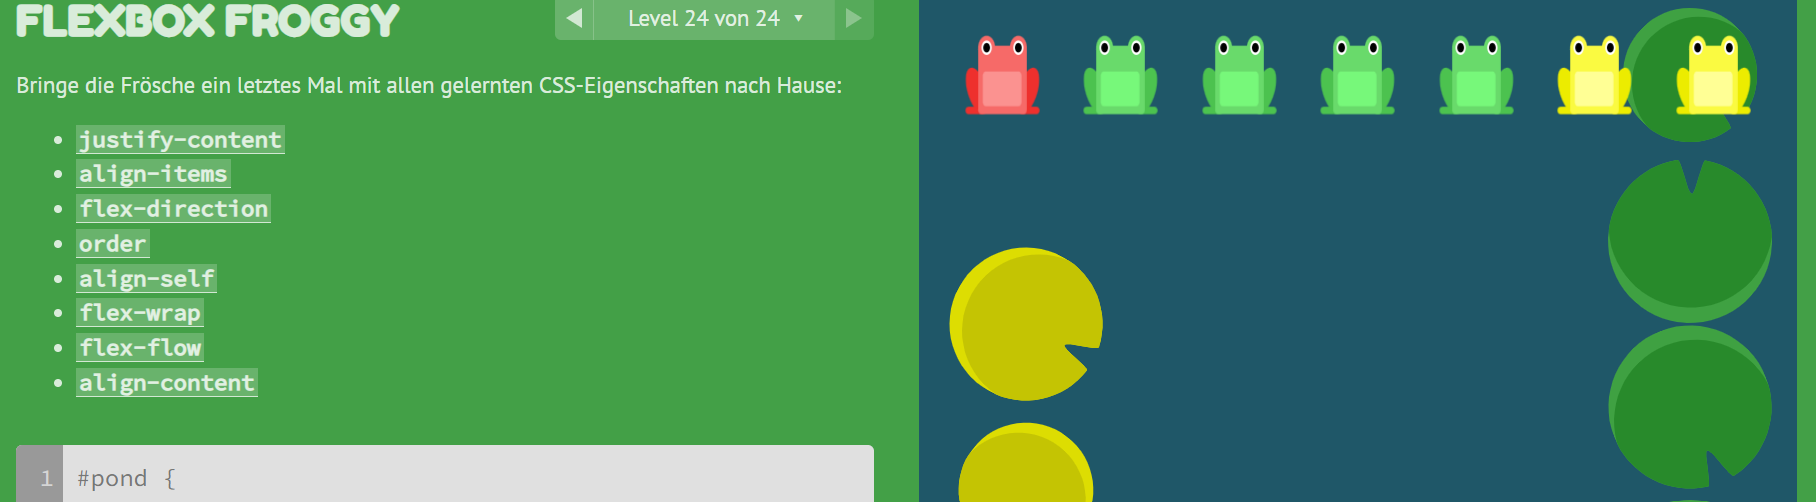 FLEXBOX FROGGY
Level 24 von 24
Bringe die Frösche ein letztes Mal mit allen gelernten CSS-Eigenschaften nach Hause:
justify-content
align-items
flex-direction
order
align-self
flex-wrap
flex-flow
align-content
1 #pond {